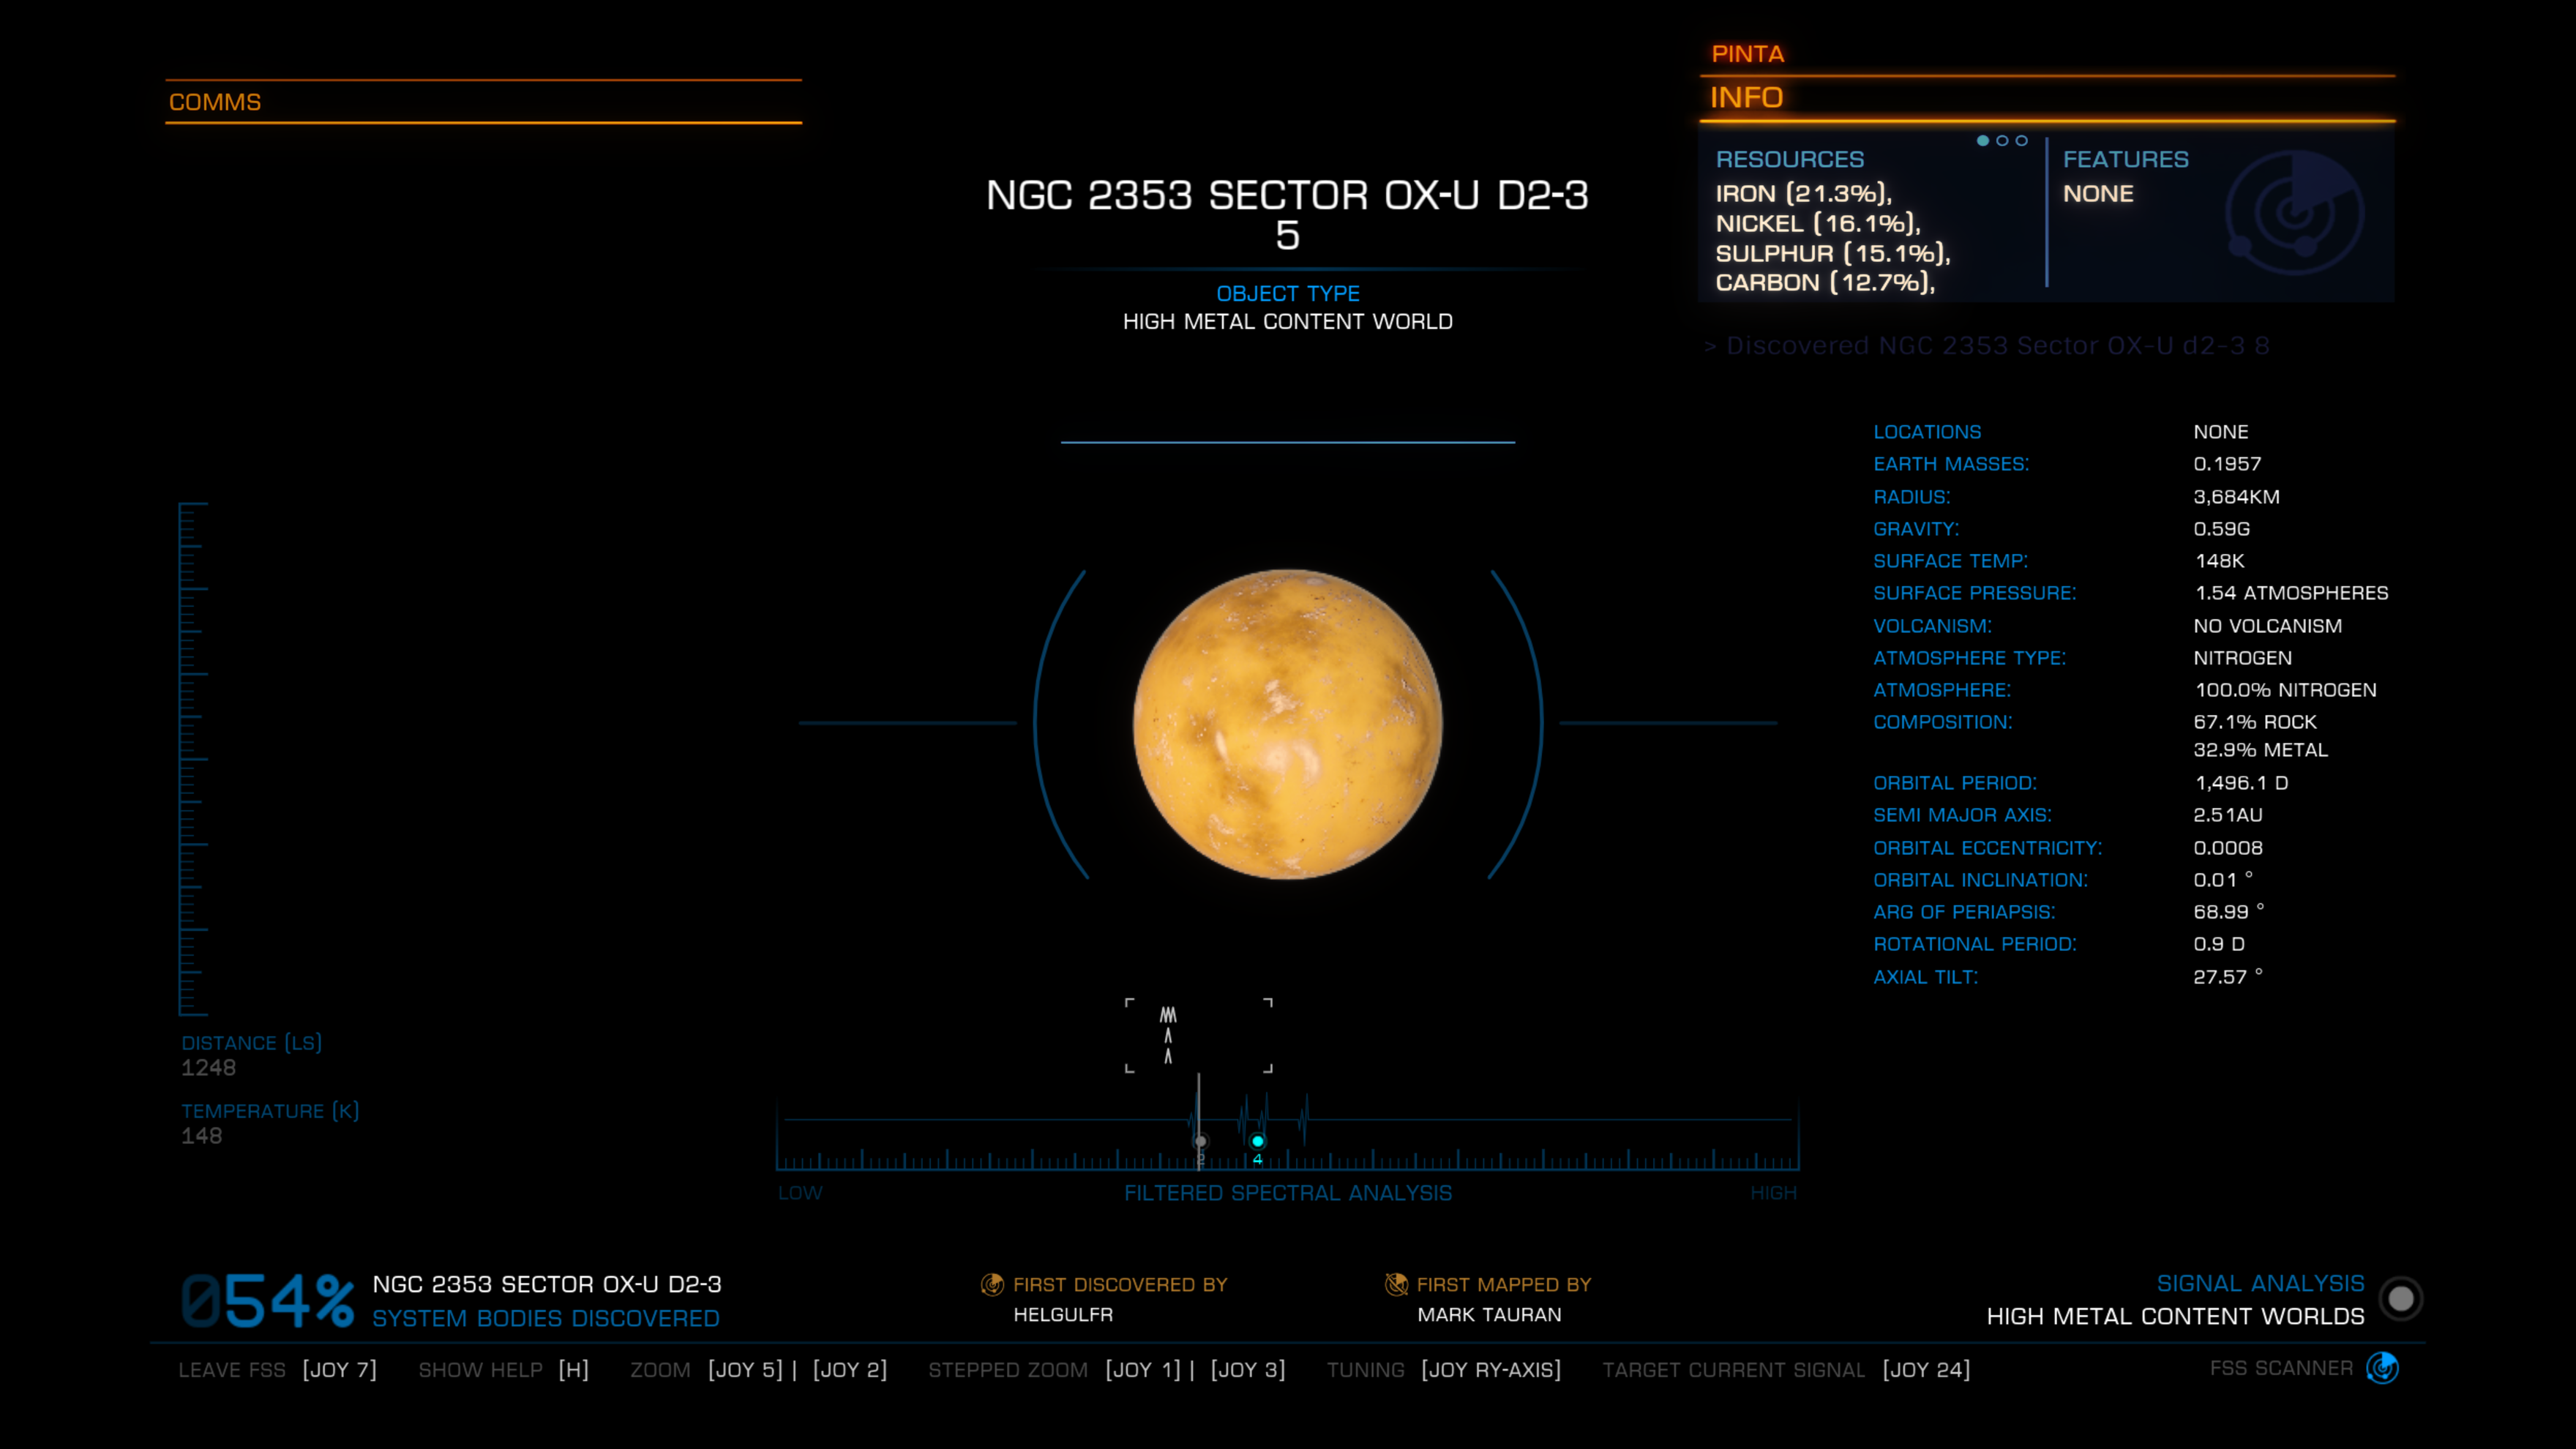 PINTA
COMMS
INFO
RESOURCES
IRON (21.3%),
NICKEL (16.1%),
SULPHUR (15.1%),
CARBON (12.7%),
FEATURES
NONE
> Discovered NGC 2353 Sector OX-U d2-3 8
NGC 2353 SECTOR OX-U D2-3
5
OBJECT TYPE
HIGH METAL CONTENT WORLD
LOCATIONS NONE
EARTH MASSES: 0.1957
RADIUS: 3,684KM
GRAVITY: 0.59G
SURFACE TEMP: 148K
SURFACE PRESSURE: 1.54 ATMOSPHERES
VOLCANISM: NO VOLCANISM
ATMOSPHERE TYPE: NITROGEN
ATMOSPHERE: 100.0% NITROGEN
COMPOSITION: 67.1% ROCK
32.9% METAL
ORBITAL PERIOD: 1,496.1 D
SEMI MAJOR AXIS: 2.51AU
ORBITAL ECCENTRICITY: 0.0008
ORBITAL INCLINATION: 0.01 °
ARG OF PERIAPSIS: 68.99 °
ROTATIONAL PERIOD: 0.9 D
AXIAL TILT: 27.57 °
DISTANCE (LS)
1248
TEMPERATURE (K)
148
4
LOW FILTERED SPECTRAL ANALYSIS HIGH
054% NGC 2353 SECTOR OX-U D2-3
SYSTEM BODIES DISCOVERED
FIRST DISCOVERED BY
HELGULFR
FIRST MAPPED BY
MARK TAURAN
SIGNAL ANALYSIS
HIGH METAL CONTENT WORLDS
LEAVE FSS [JOY 7] SHOW HELP [H] ZOOM [JOY 5] | [JOY 2] STEPPED ZOOM [JOY 1] | [JOY 3] TUNING [JOY RY-AXIS] TARGET CURRENT SIGNAL [JOY 24] FSS SCANNER